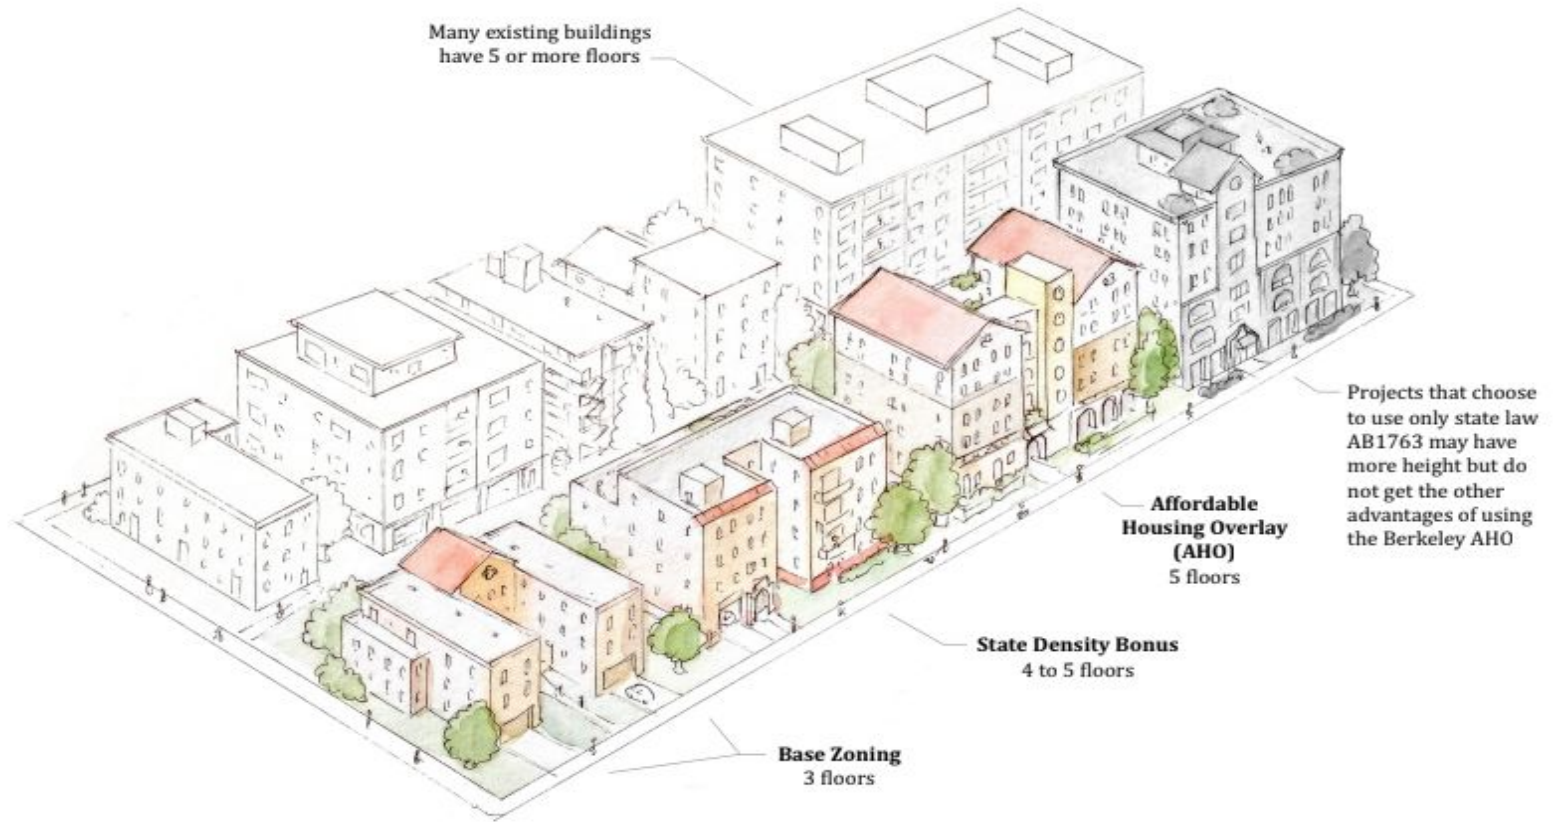 Many existing buildings
have 5 or more floors
Projects that choose
to use only state law
AB1763 may have
more height but do
not get the other
advantages of using
the Berkeley AHO
Affordable
Housing Overlay
(AHO)
5 floors
State Density Bonus
4 to 5 floors
Base Zoning
3 floors